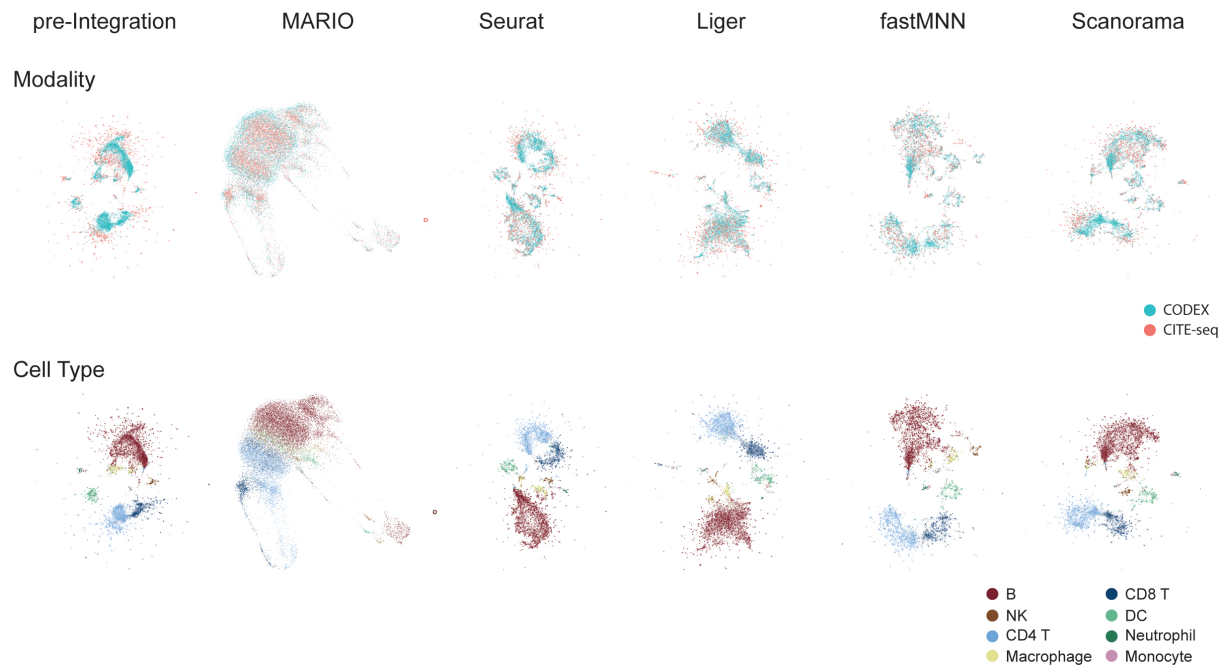 pre-Integration MARIO Seurat Liger fastMNN Scanorama
Modality
CODEX
CITE-seq
Cell Type
B CD8 T
NK DC
CD4 T Neutrophil
Macrophage Monocyte